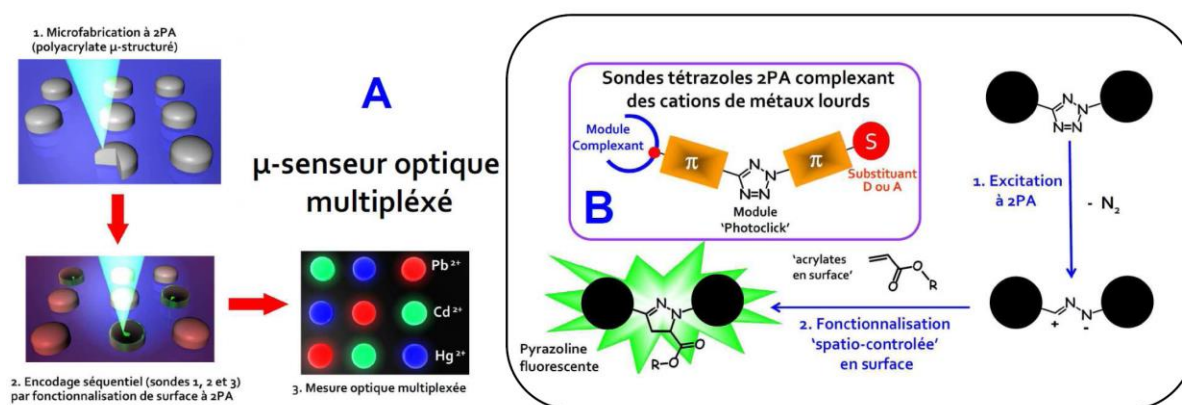 1. Microfabrication à 2PA
(polyacrylate µ-structuré)
A
µ-senseur optique
multipléxé
2. Encodage séquentiel (sondes 1, 2 et 3)
par fonctionnalisation de surface à 2PA
Pb2+
Cd2+
Hg2+
3. Mesure optique multiplexée
Sondes tétrazoles 2PA complexant
des cations de métaux lourds
Module
Complexant
π
π
S
Substituant
D ou A
N
N
N=N
Module
'Photoclick'
B
N
N
N=N
1. Excitation
à 2PA
- N2
N
N
+ -
'acrylates
en surface'
O
O
R
2. Fonctionnalisation
'spatio-controlée'
en surface
Pyrazoline
fluorescente
N
N
O
R-O